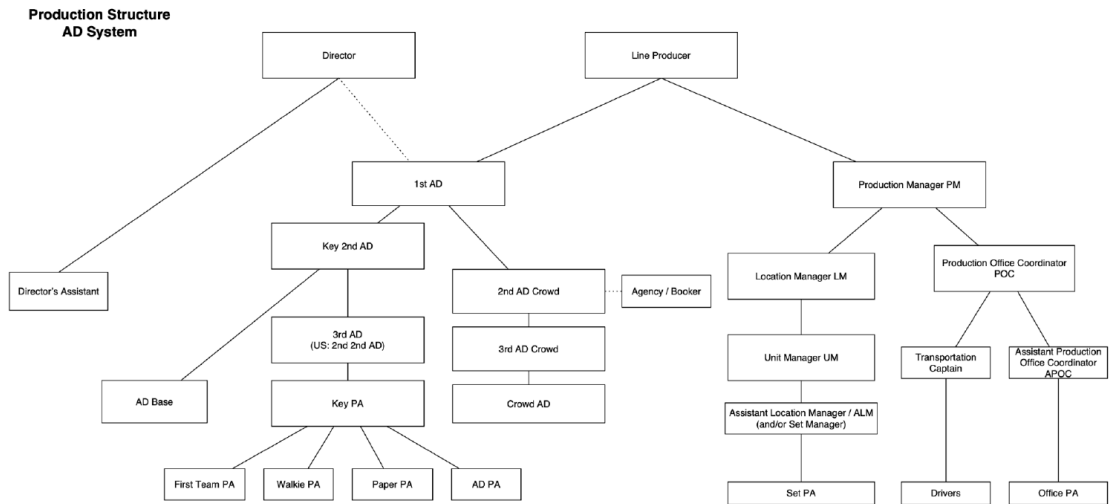 Production Structure
AD System
Director
Line Producer
1st AD
Production Manager PM
Key 2nd AD
Director's Assistant
2nd AD Crowd
Agency / Booker
Location Manager LM
Production Office Coordinator
POC
3rd AD
(US: 2nd 2nd AD)
3rd AD Crowd
Unit Manager UM
Transportation
Captain
Assistant Production
Office Coordinator
APOC
AD Base
Key PA
Crowd AD
Assistant Location Manager / ALM
(and/or Set Manager)
First Team PA
Walkie PA
Paper PA
AD PA
Set PA
Drivers
Office PA